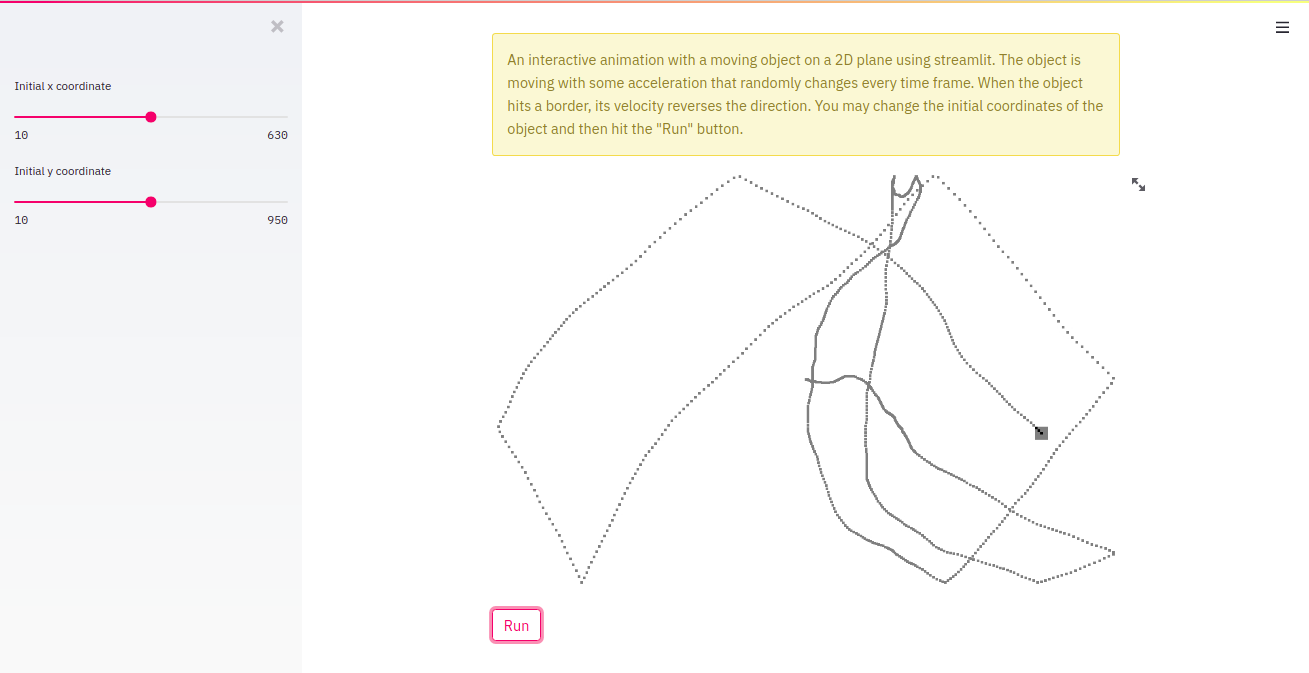 Initial x coordinate
10 630
Initial y coordinate
10 950
An interactive animation with a moving object on a 2D plane using streamlit. The object is
moving with some acceleration that randomly changes every time frame. When the object
hits a border, its velocity reverses the direction. You may change the initial coordinates of the
object and then hit the "Run" button.
Run